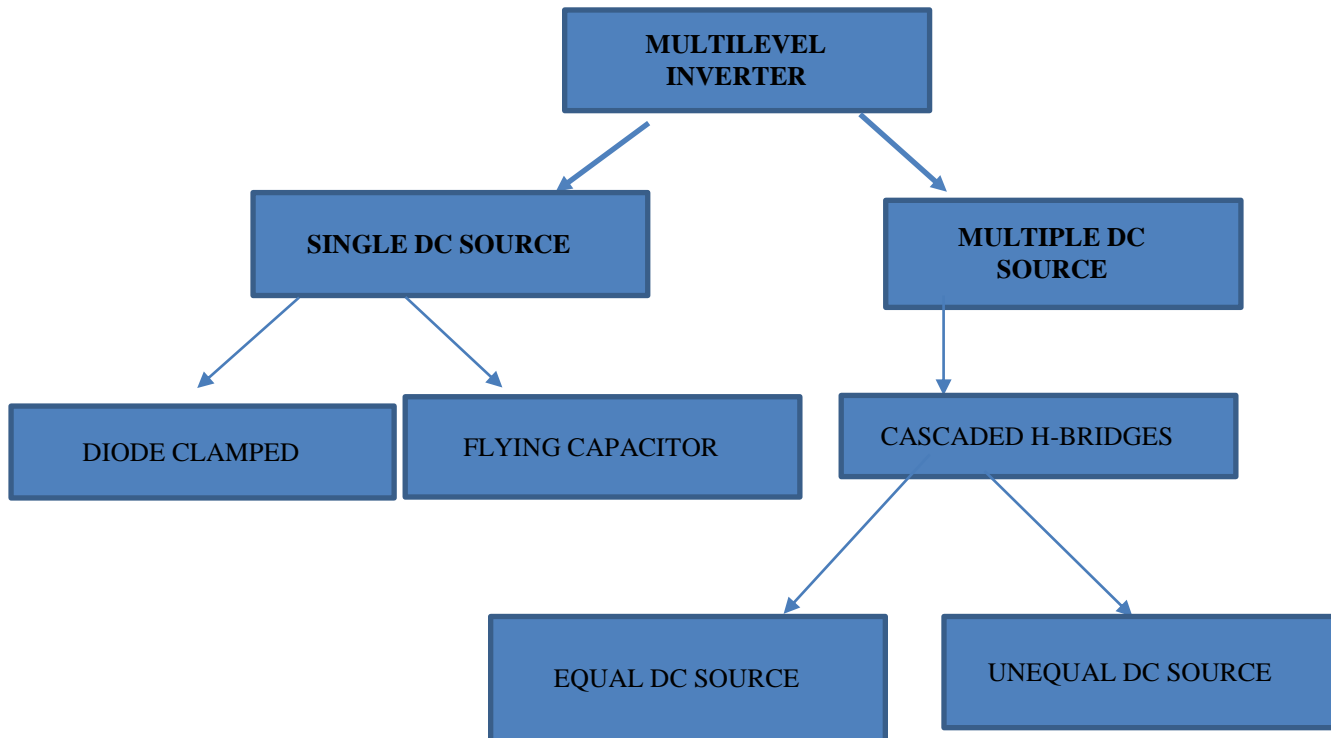 MULTILEVEL
INVERTER
SINGLE DC SOURCE
MULTIPLE DC
SOURCE
DIODE CLAMPED
FLYING CAPACITOR
CASCADED H-BRIDGES
EQUAL DC SOURCE
UNEQUAL DC SOURCE